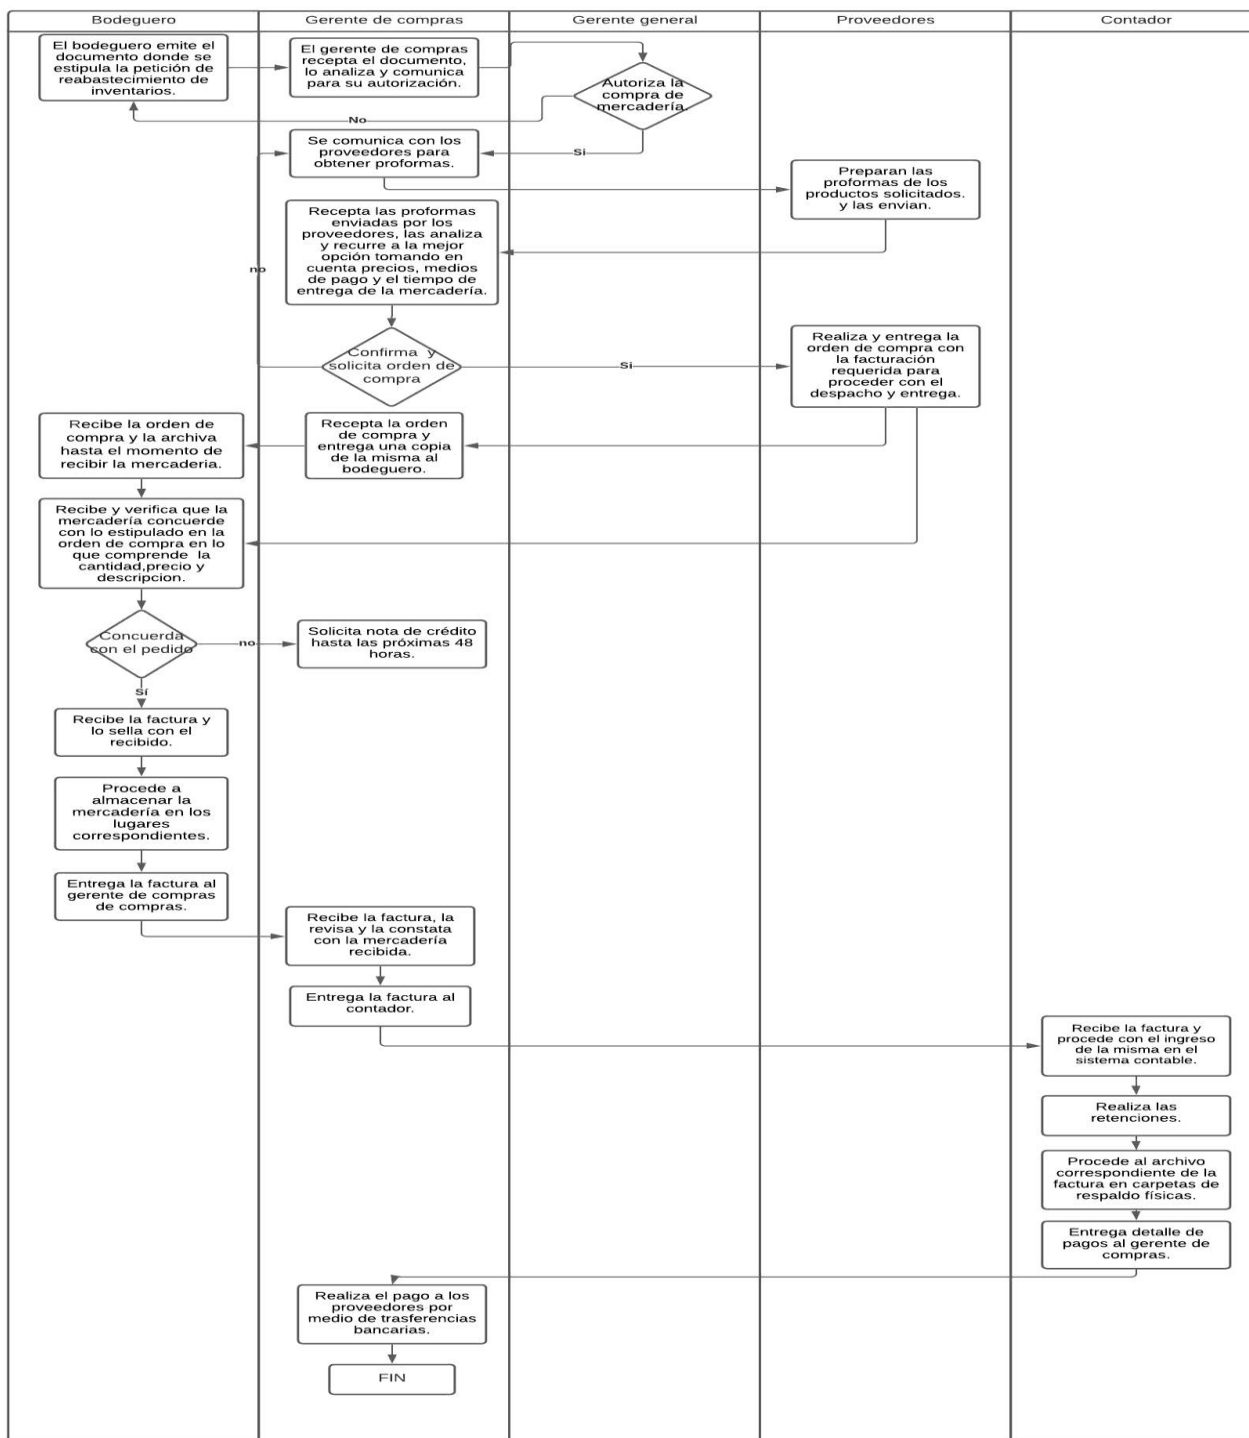 Bodeguero
Gerente de compras
Gerente general
Proveedores
Contador
El bodeguero emite el
documento donde se
estipula la petición de
reabastecimiento de
inventarios.
El gerente de compras
recepta el documento,
lo analiza y comunica
para su autorización.
Autoriza la
compra de
mercadería.
No
Si
Se comunica con los
proveedores para
obtener proformas.
Preparan las
proformas de los
productos solicitados.
y las envian.
Recepta las proformas
enviadas por los
proveedores, las analiza
y recurre a la mejor
opción tomando en
cuenta precios, medios
de pago y el tiempo de
entrega de la mercadería.
no
Confirma y
solicita orden de
compra
Si
Realiza y entrega la
orden de compra con
la facturación
requerida para
proceder con el
despacho y entrega.
Recepta la orden
de compra y
entrega una copia
de la misma al
bodeguero.
Recibe la orden de
compra y la archiva
hasta el momento de
recibir la mercaderia.
Recibe y verifica que la
mercadería concuerde
con lo estipulado en la
orden de compra en lo
que comprende la
cantidad,precio y
descripcion.
Concuerda
con el pedido
no
Solicita nota de crédito
hasta las próximas 48
horas.
Sí
Recibe la factura y
lo sella con el
recibido.
Procede a
almacenar la
mercadería en los
lugares
correspondientes.
Entrega la factura al
gerente de compras
de compras.
Recibe la factura, la
revisa y la constata
con la mercadería
recibida.
Entrega la factura al
contador.
Recibe la factura y
procede con el ingreso
de la misma en el
sistema contable.
Realiza las
retenciones.
Procede al archivo
correspondiente de la
factura en carpetas de
respaldo físicas.
Entrega detalle de
pagos al gerente de
compras.
Realiza el pago a los
proveedores por
medio de trasferencias
bancarias.
FIN